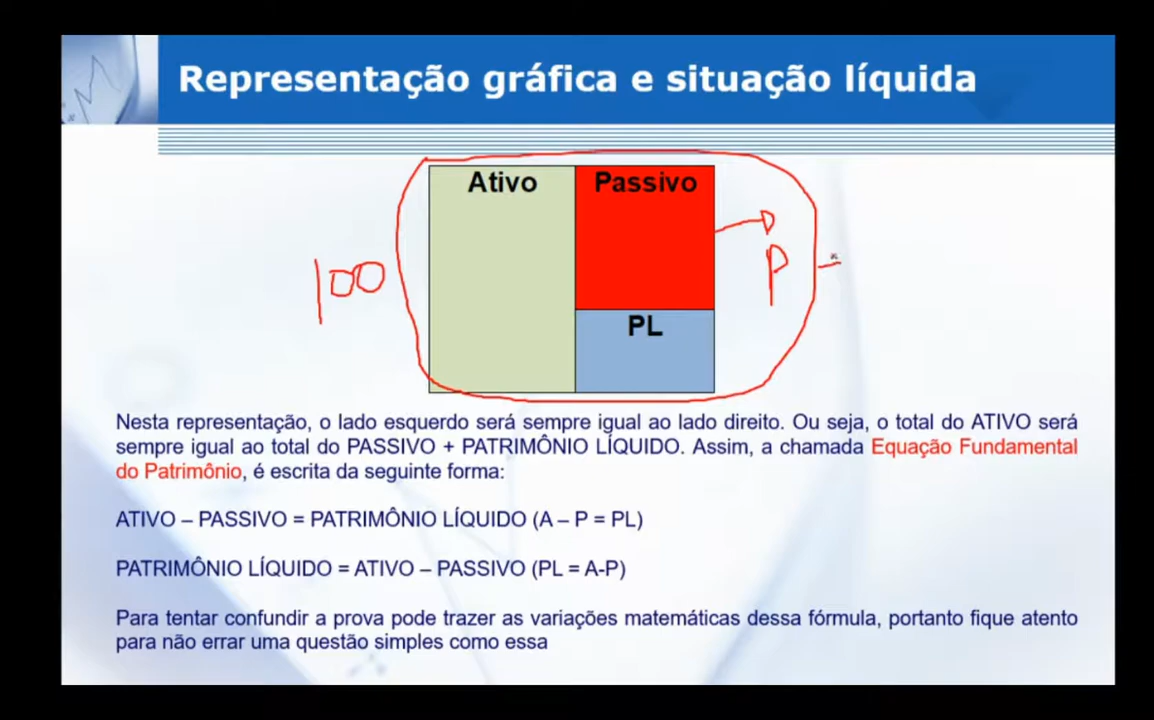 Representação gráfica e situação líquida
Ativo
Passivo
100
P
PL
Nesta representação, o lado esquerdo será sempre igual ao lado direito. Ou seja, o total do ATIVO será
sempre igual ao total do PASSIVO + PATRIMÔNIO LÍQUIDO. Assim, a chamada Equação Fundamental
do Patrimônio, é escrita da seguinte forma:
ATIVO – PASSIVO = PATRIMÔNIO LÍQUIDO (A – P = PL)
PATRIMÔNIO LÍQUIDO = ATIVO – PASSIVO (PL = A-P)
Para tentar confundir a prova pode trazer as variações matemáticas dessa fórmula, portanto fique atento
para não errar uma questão simples como essa